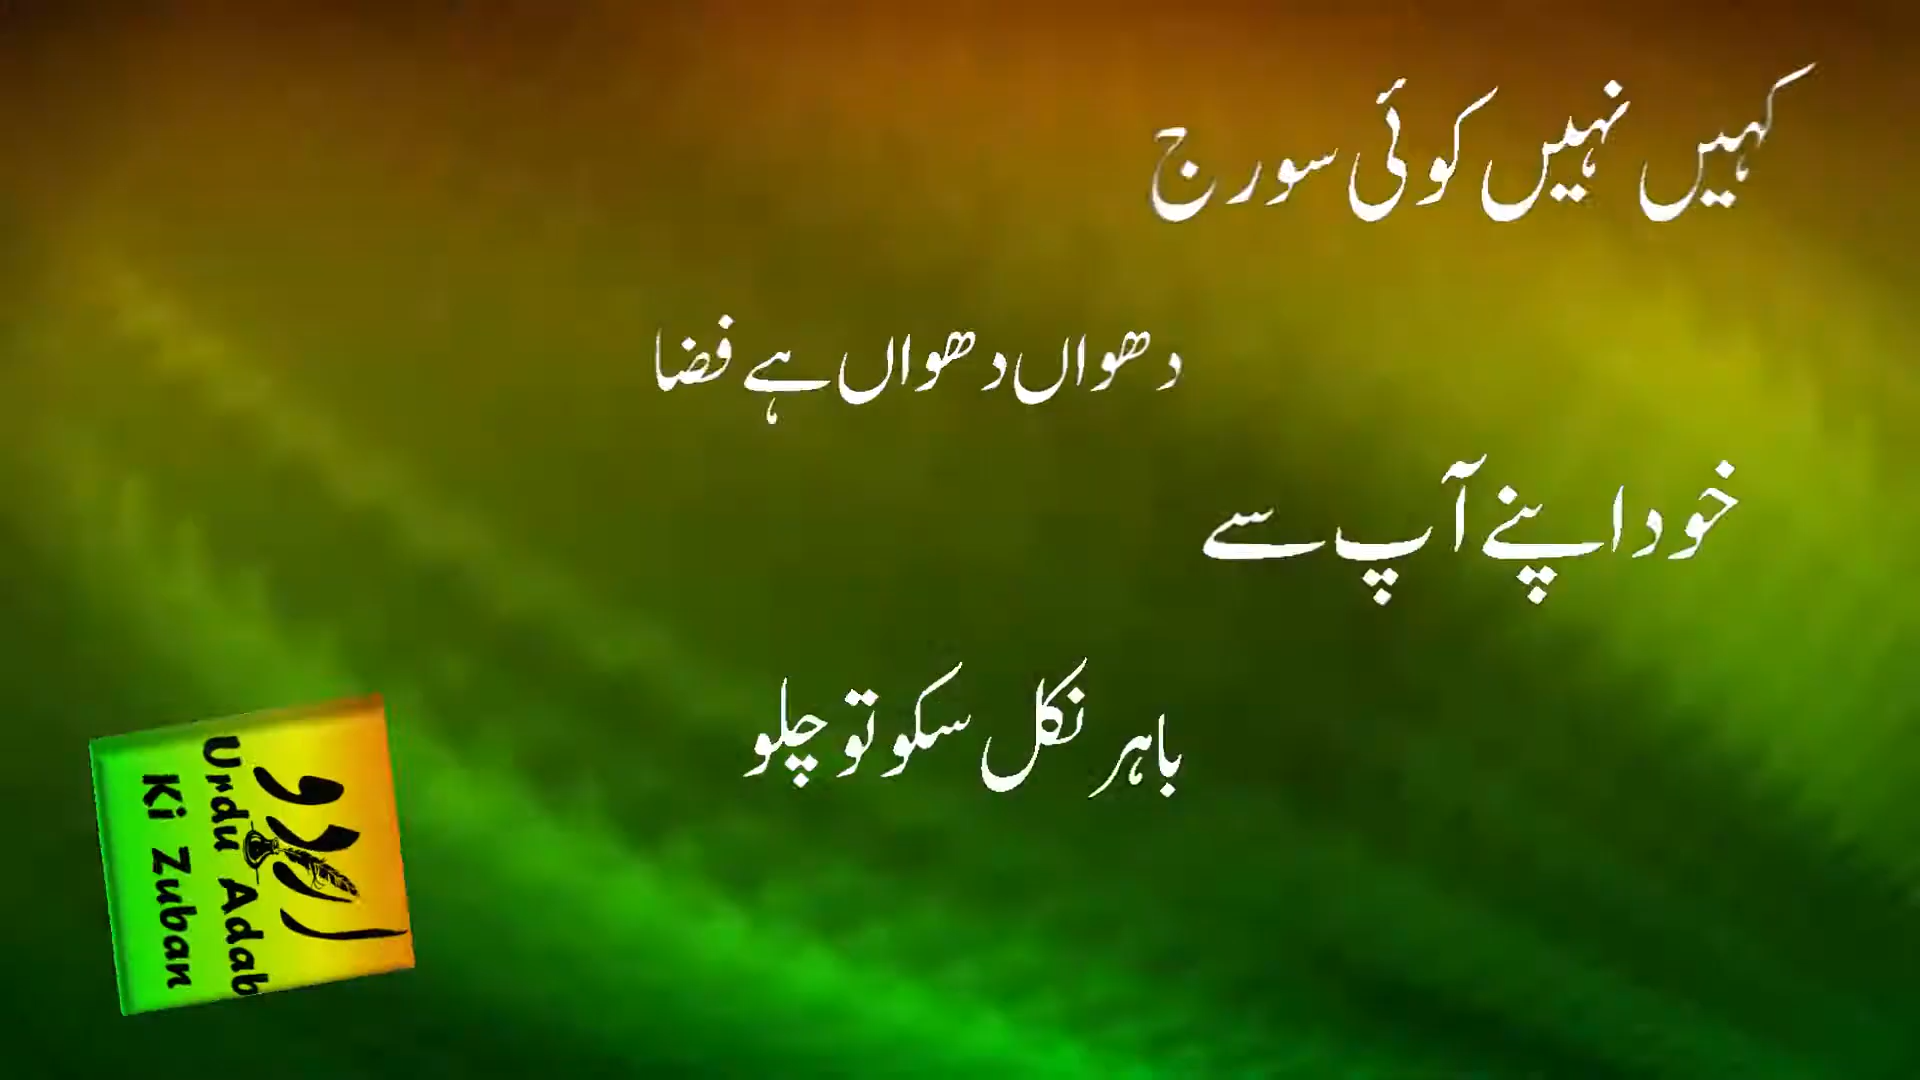 کہیں نہیں کوئی سورج
دھواں دھواں ہے فضا
خود اپنے آپ سے
باہر نکل سکو تو چلو
اردو
Urdu Adab
Ki Zuban